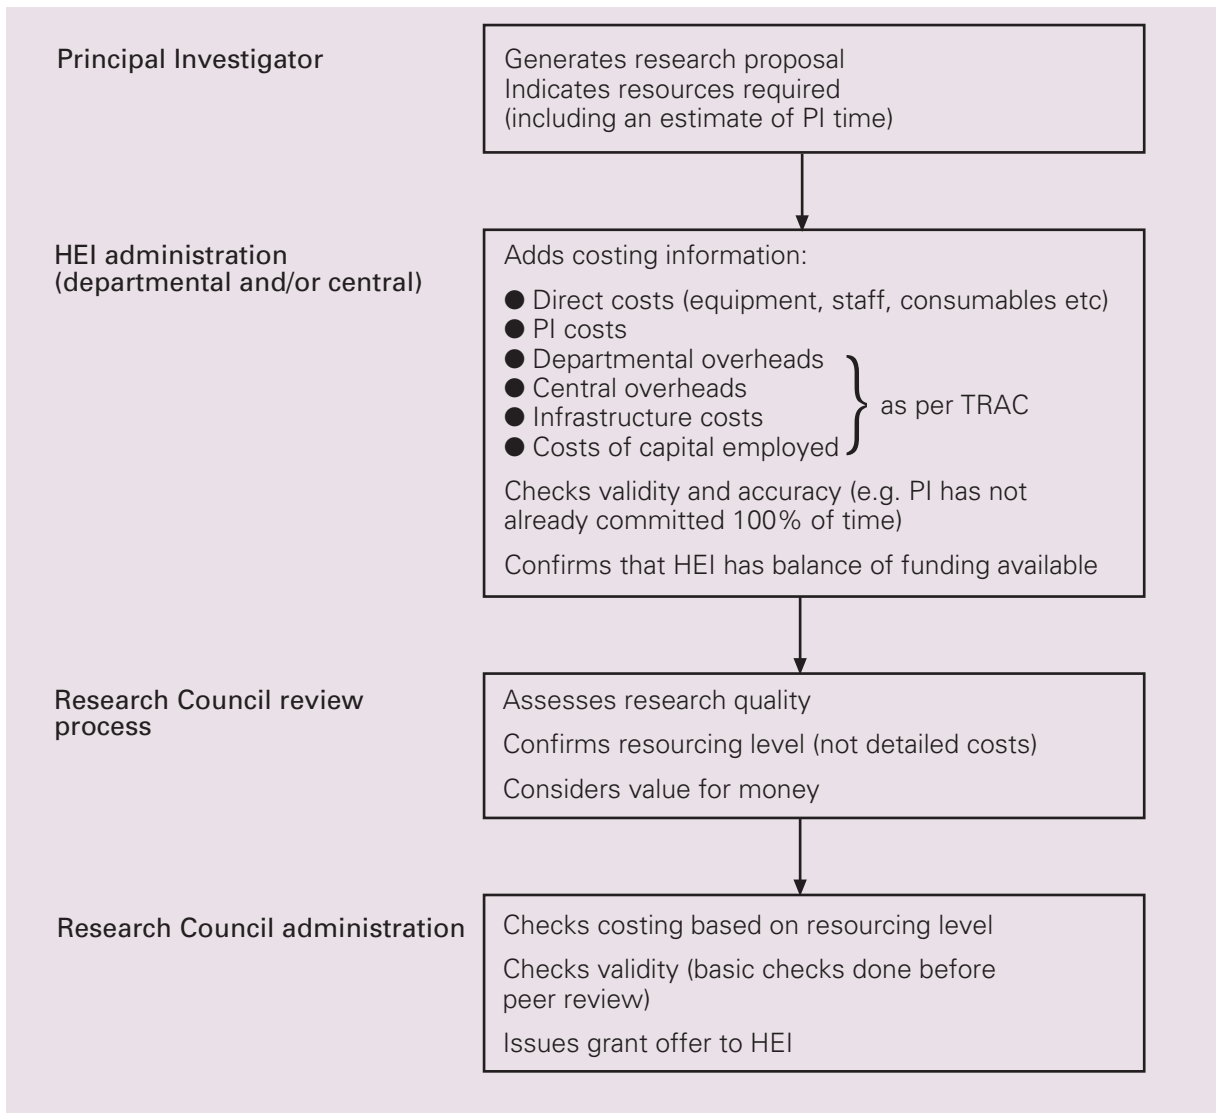 Principal Investigator
Generates research proposal
Indicates resources required
(including an estimate of PI time)
HEI administration
(departmental and/or central)
Adds costing information:
● Direct costs (equipment, staff, consumables etc)
● PI costs
● Departmental overheads
● Central overheads
● Infrastructure costs
● Costs of capital employed
as per TRAC
Checks validity and accuracy (e.g. PI has not
already committed 100% of time)
Confirms that HEI has balance of funding available
Research Council review
process
Assesses research quality
Confirms resourcing level (not detailed costs)
Considers value for money
Research Council administration
Checks costing based on resourcing level
Checks validity (basic checks done before
peer review)
Issues grant offer to HEI